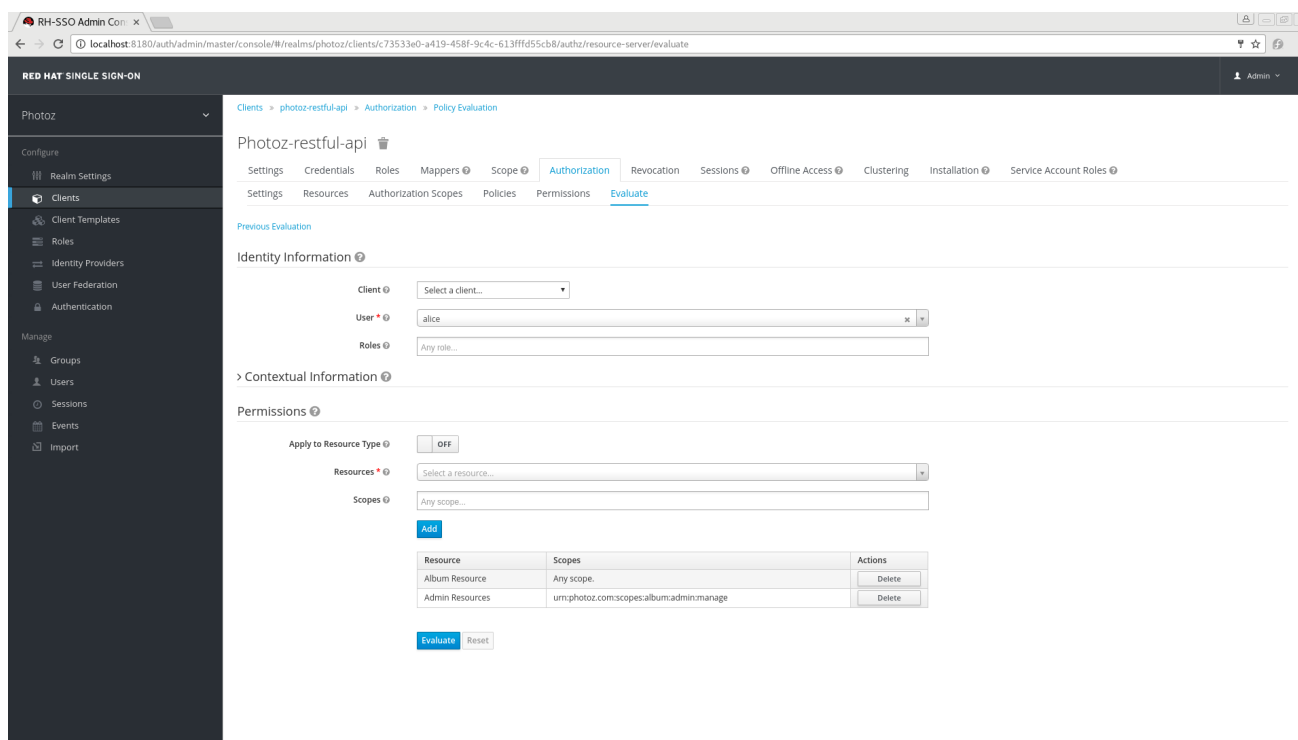 RH-SSO Admin Con
localhost:8180/auth/admin/master/console/#/realms/photoz/clients/c73533e0-a419-458f-9c4c-613fffd55cb8/authz/resource-server/evaluate
RED HAT SINGLE SIGN-ON
Admin
Photoz
Configure
Realm Settings
Clients
Client Templates
Roles
Identity Providers
User Federation
Authentication
Manage
Groups
Users
Sessions
Events
Import
Clients » photoz-restful-api » Authorization » Policy Evaluation
Photoz-restful-api
Settings Credentials Roles Mappers Scope Authorization Revocation Sessions Offline Access Clustering Installation Service Account Roles
Settings Resources Authorization Scopes Policies Permissions Evaluate
Previous Evaluation
Identity Information
Client Select a client...
User * alice
Roles Any role...
Contextual Information
Permissions
Apply to Resource Type OFF
Resources * Select a resource...
Scopes Any scope...
Add
Resource Scopes Actions
Album Resource Any scope. Delete
Admin Resources urn:photoz.com:scopes:album:admin:manage Delete
Evaluate Reset